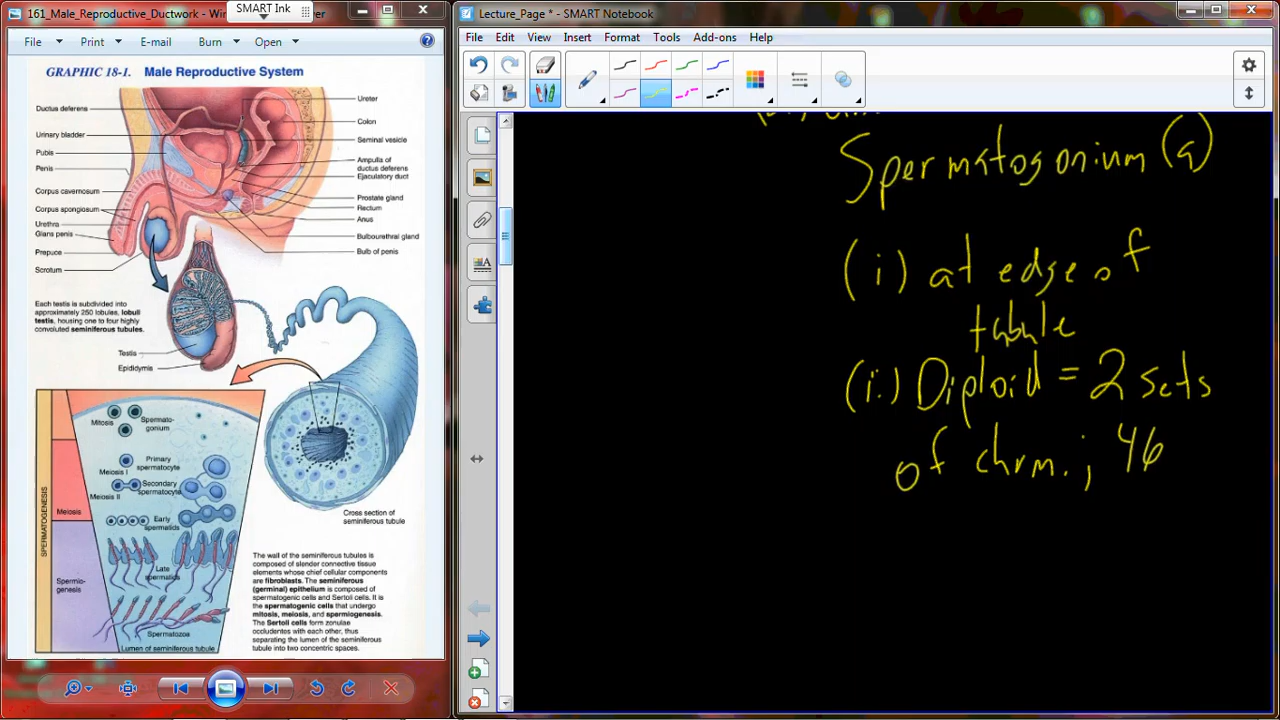 161_Male_Reproductive_Ductwork - Win
SMART Ink
er
File Print E-mail Burn Open
GRAPHIC 18-1. Male Reproductive System
Ductus deferens
Urinary bladder
Pubis
Penis
Corpus cavernosum
Corpus spongiosum
Urethra
Glans penis
Prepuce
Scrotum
Ureter
Colon
Seminal vesicle
Ampulla of
ductus deferens
Ejaculatory duct
Prostate gland
Rectum
Anus
Bulbourethral gland
Bulb of penis
Each testis is subdivided into
approximately 250 lobules, lobuli
testis, housing one to four highly
convoluted seminiferous tubules.
Testis
Epididymis
SPERMATOGENESIS
Meiosis
Spermio-
genesis
Mitosis
Spermato-
gonium
Primary
spermatocyte
Meiosis I
Secondary
spermatocyte
Meiosis II
Early
spermatids
Late
spermatids
Spermatozoa
Lumen of seminiferous tubule
Cross section of
seminiferous tubule
The wall of the seminiferous tubules is
composed of slender connective tissue
elements whose chief cellular components
are fibroblasts. The seminiferous
(germinal) epithelium is composed of
spermatogenic cells and Sertoli cells. It is
the spermatogenic cells that undergo
mitosis, meiosis, and spermiogenesis.
The Sertoli cells form zonulae
occludentes with each other, thus
separating the lumen of the seminiferous
tubule into two concentric spaces.
Lecture_Page * - SMART Notebook
File Edit View Insert Format Tools Add-ons Help
Spermatogonium (a)
(i) at edge of
tubule
(ii) Diploid = 2 sets
of chrm. ; 46